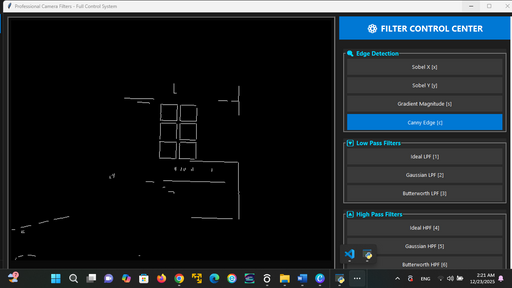 Professional Camera Filters - Full Control System
FILTER CONTROL CENTER
Edge Detection
Sobel X [x]
Sobel Y [y]
Gradient Magnitude [s]
Canny Edge [c]
Low Pass Filters
Ideal LPF [1]
Gaussian LPF [2]
Butterworth LPF [3]
High Pass Filters
Ideal HPF [4]
Gaussian HPF [5]
Butterworth HPF [6]
ENG
2:21 AM
12/23/2025